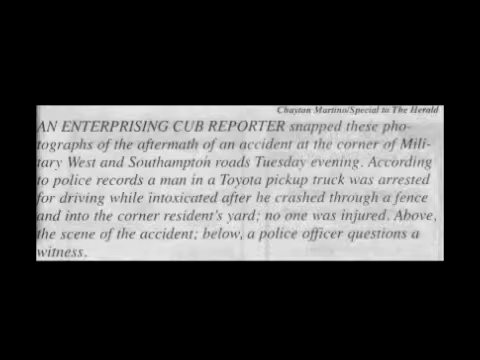 Chayton Martino/Special to The Herald
AN ENTERPRISING CUB REPORTER snapped these pho-
tographs of the aftermath of an accident at the corner of Mili-
tary West and Southampton roads Tuesday evening. According
to police records a man in a Toyota pickup truck was arrested
for driving while intoxicated after he crashed through a fence
and into the corner resident's yard; no one was injured. Above,
the scene of the accident; below, a police officer questions a
witness.